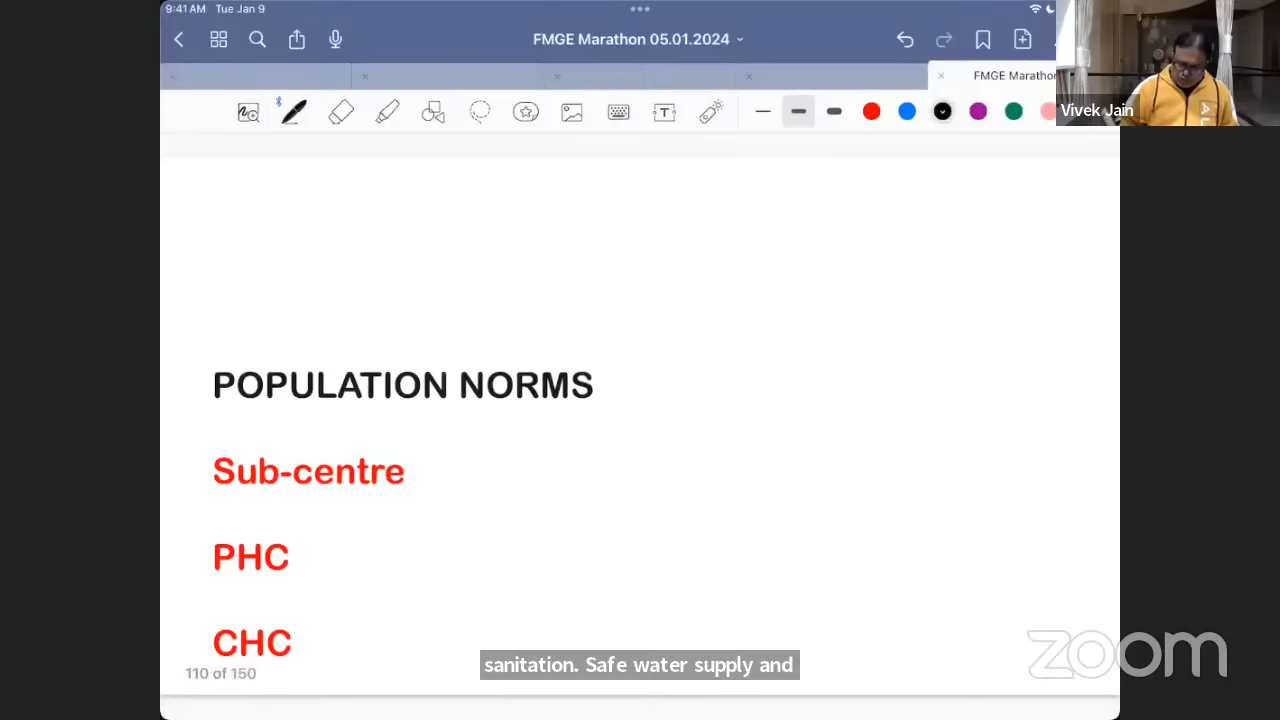 9:41 AM Tue Jan 9
FMGE Marathon 05.01.2024
FMGE Marathon
T
Vivek Jain
POPULATION NORMS
Sub-centre
PHC
CHC
110 of 150
sanitation. Safe water supply and
zoom